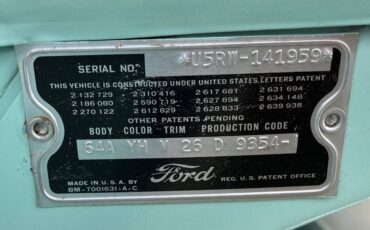 SERIAL NO. *U5RW-141959*
THIS VEHICLE IS CONSTRUCTED UNDER UNITED STATES LETTERS PATENT
2 132 729 2 310 416 2 617 681 2 631 694
2 186 080 2 690 719 2 627 894 2 634 148
2 270 122 2 612 829 2 628 833 2 639 935
OTHER PATENTS PENDING
BODY COLOR - TRIM PRODUCTION CODE
64A YH 26 D 9354-
MADE IN U.S.A.
BM-7001631-A-C
Ford
REG. U.S. PATENT OFFICE